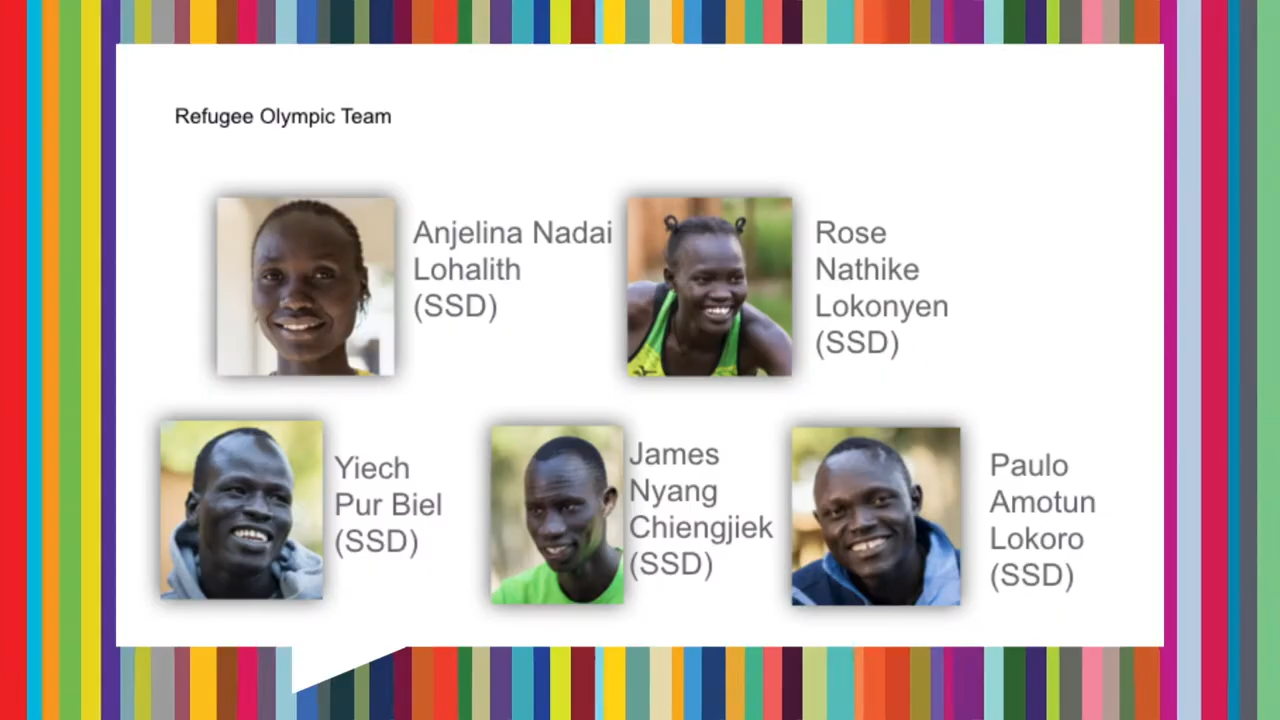 Refugee Olympic Team
Anjelina Nadai
Lohalith
(SSD)
Rose
Nathike
Lokonyen
(SSD)
Yiech
Pur Biel
(SSD)
James
Nyang
Chiengjiek
(SSD)
Paulo
Amotun
Lokoro
(SSD)